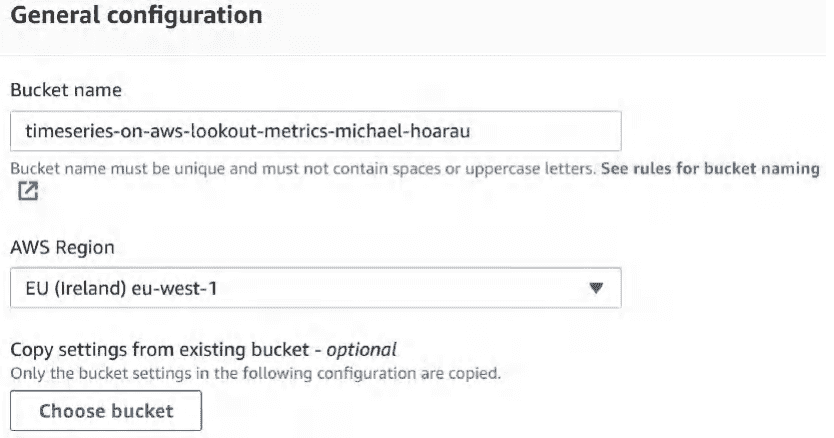 General configuration
Bucket name
timeseries-on-aws-lookout-metrics-michael-hoarau
Bucket name must be unique and must not contain spaces or uppercase letters. See rules for bucket naming
AWS Region
EU (Ireland) eu-west-1
Copy settings from existing bucket - optional
Only the bucket settings in the following configuration are copied.
Choose bucket